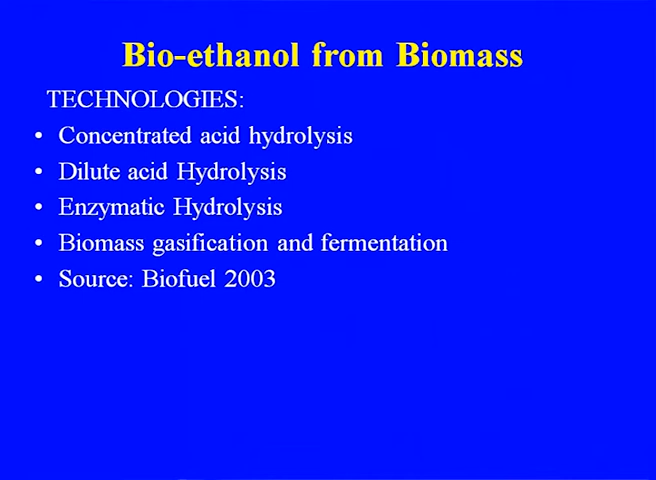 Bio-ethanol from Biomass
TECHNOLOGIES:
• Concentrated acid hydrolysis
• Dilute acid Hydrolysis
• Enzymatic Hydrolysis
• Biomass gasification and fermentation
• Source: Biofuel 2003